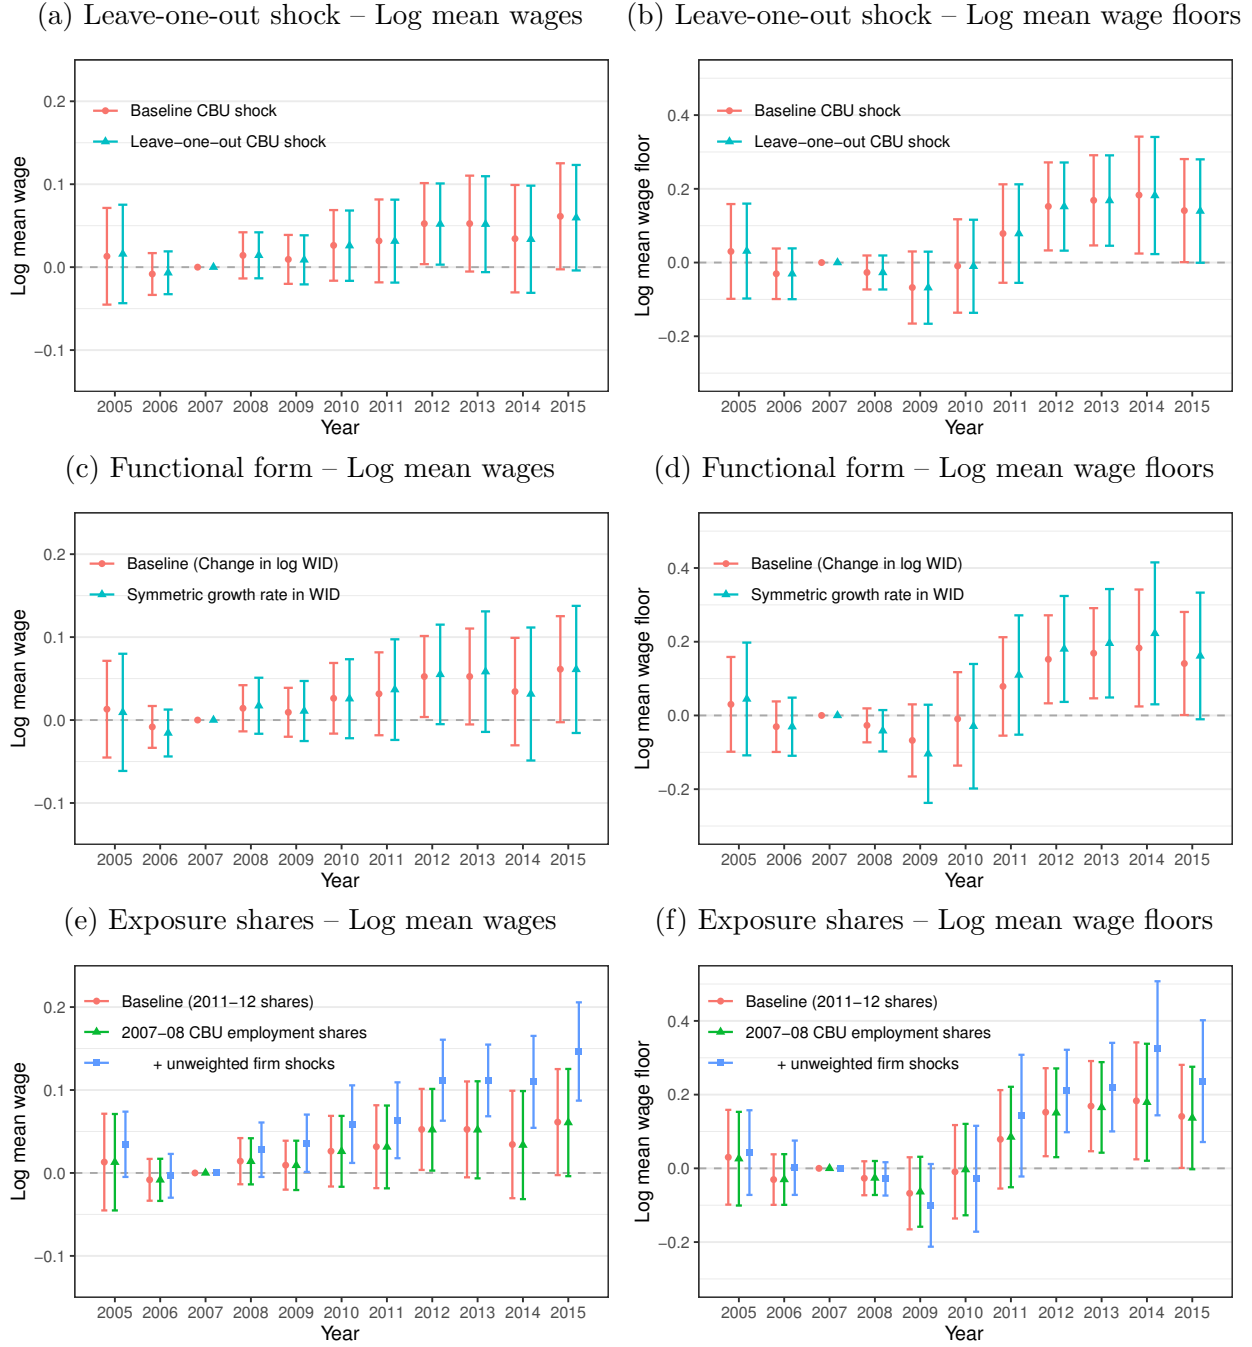 (a) Leave-one-out shock – Log mean wages
(b) Leave-one-out shock – Log mean wage floors
Log mean wage
0.2
0.1
0.0
−0.1
Baseline CBU shock
Leave−one−out CBU shock
2005 2006 2007 2008 2009 2010 2011 2012 2013 2014 2015
Year
Log mean wage floor
0.4
0.2
0.0
−0.2
Baseline CBU shock
Leave−one−out CBU shock
2005 2006 2007 2008 2009 2010 2011 2012 2013 2014 2015
Year
(c) Functional form – Log mean wages
(d) Functional form – Log mean wage floors
Log mean wage
0.2
0.1
0.0
−0.1
Baseline (Change in log WID)
Symmetric growth rate in WID
2005 2006 2007 2008 2009 2010 2011 2012 2013 2014 2015
Year
Log mean wage floor
0.4
0.2
0.0
−0.2
Baseline (Change in log WID)
Symmetric growth rate in WID
2005 2006 2007 2008 2009 2010 2011 2012 2013 2014 2015
Year
(e) Exposure shares – Log mean wages
(f) Exposure shares – Log mean wage floors
Log mean wage
0.2
0.1
0.0
−0.1
Baseline (2011−12 shares)
2007−08 CBU employment shares
+ unweighted firm shocks
2005 2006 2007 2008 2009 2010 2011 2012 2013 2014 2015
Year
Log mean wage floor
0.4
0.2
0.0
−0.2
Baseline (2011−12 shares)
2007−08 CBU employment shares
+ unweighted firm shocks
2005 2006 2007 2008 2009 2010 2011 2012 2013 2014 2015
Year